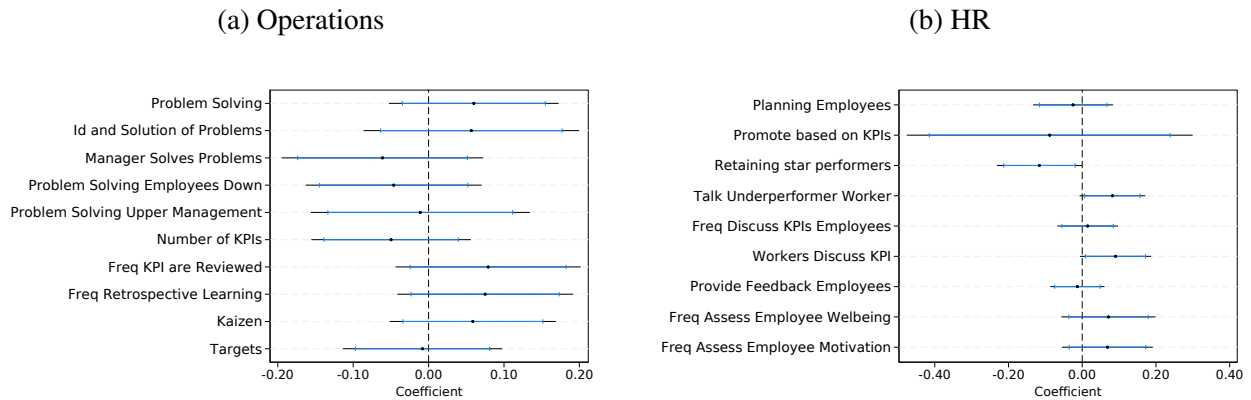 (a) Operations
Problem Solving
Id and Solution of Problems
Manager Solves Problems
Problem Solving Employees Down
Problem Solving Upper Management
Number of KPIs
Freq KPI are Reviewed
Freq Retrospective Learning
Kaizen
Targets
-0.20 -0.10 0.00 0.10 0.20
Coefficient
(b) HR
Planning Employees
Promote based on KPIs
Retaining star performers
Talk Underperformer Worker
Freq Discuss KPIs Employees
Workers Discuss KPI
Provide Feedback Employees
Freq Assess Employee Welbeing
Freq Assess Employee Motivation
-0.40 -0.20 0.00 0.20 0.40
Coefficient